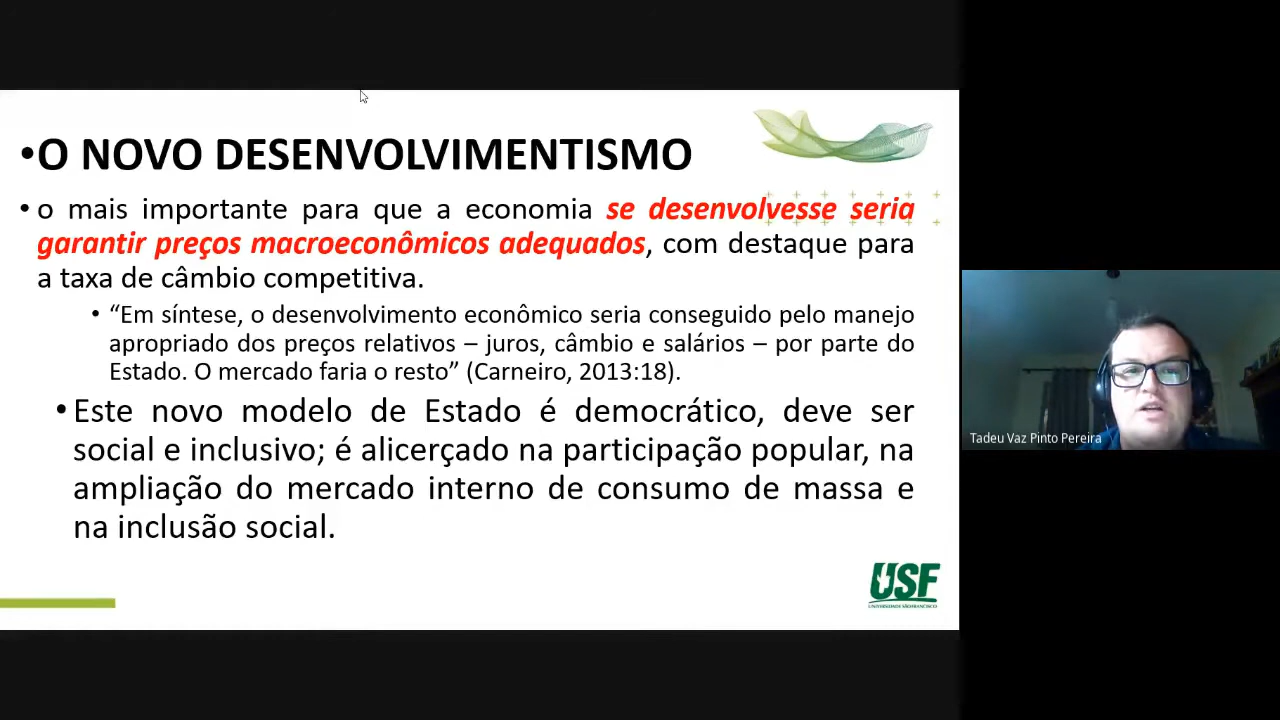 •O NOVO DESENVOLVIMENTISMO
• o mais importante para que a economia se desenvolvesse seria
garantir preços macroeconômicos adequados, com destaque para
a taxa de câmbio competitiva.
• “Em síntese, o desenvolvimento econômico seria conseguido pelo manejo
apropriado dos preços relativos – juros, câmbio e salários – por parte do
Estado. O mercado faria o resto” (Carneiro, 2013:18).
• Este novo modelo de Estado é democrático, deve ser
social e inclusivo; é alicerçado na participação popular, na
ampliação do mercado interno de consumo de massa e
na inclusão social.
USF
UNIVERSIDADE SÃO FRANCISCO
Tadeu Vaz Pinto Pereira